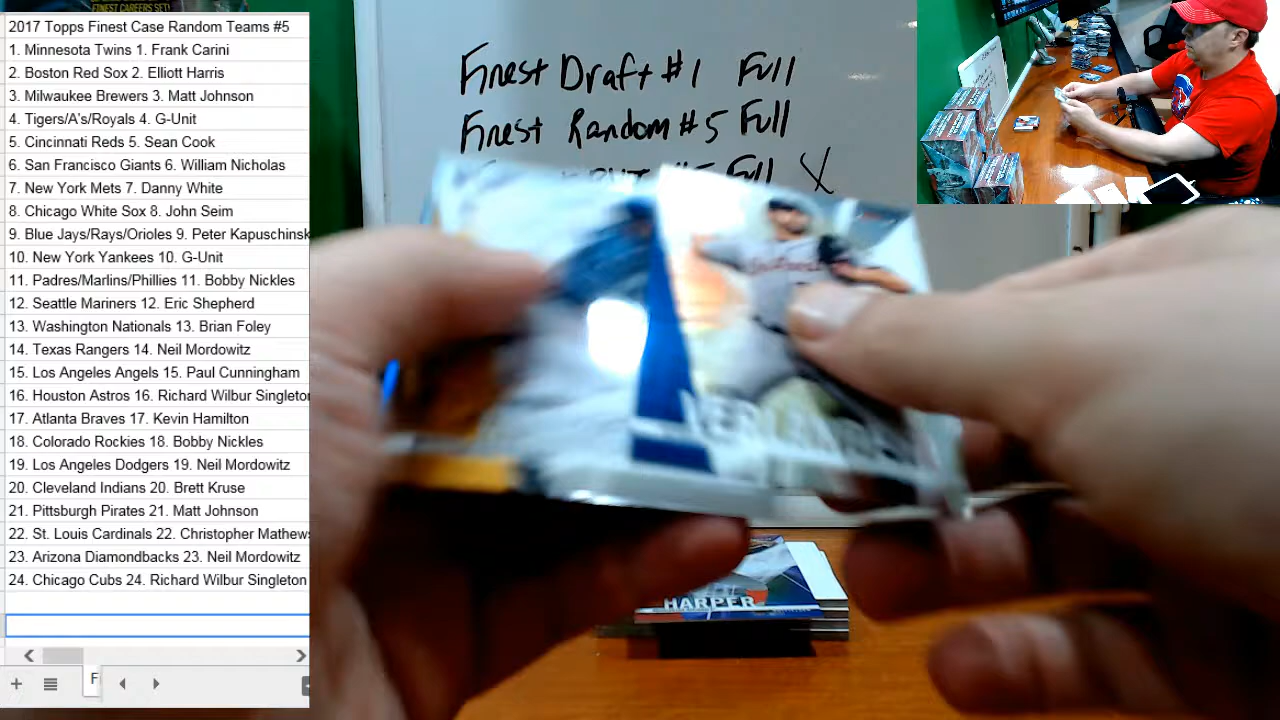 FINEST CAREERS SET!
2017 Topps Finest Case Random Teams #5
1. Minnesota Twins 1. Frank Carini
2. Boston Red Sox 2. Elliott Harris
3. Milwaukee Brewers 3. Matt Johnson
4. Tigers/A's/Royals 4. G-Unit
5. Cincinnati Reds 5. Sean Cook
6. San Francisco Giants 6. William Nicholas
7. New York Mets 7. Danny White
8. Chicago White Sox 8. John Seim
9. Blue Jays/Rays/Orioles 9. Peter Kapuschinsk
10. New York Yankees 10. G-Unit
11. Padres/Marlins/Phillies 11. Bobby Nickles
12. Seattle Mariners 12. Eric Shepherd
13. Washington Nationals 13. Brian Foley
14. Texas Rangers 14. Neil Mordowitz
15. Los Angeles Angels 15. Paul Cunningham
16. Houston Astros 16. Richard Wilbur Singleto
17. Atlanta Braves 17. Kevin Hamilton
18. Colorado Rockies 18. Bobby Nickles
19. Los Angeles Dodgers 19. Neil Mordowitz
20. Cleveland Indians 20. Brett Kruse
21. Pittsburgh Pirates 21. Matt Johnson
22. St. Louis Cardinals 22. Christopher Mathews
23. Arizona Diamondbacks 23. Neil Mordowitz
24. Chicago Cubs 24. Richard Wilbur Singleton
F
Finest Draft #1 Full
Finest Random #5 Full
Full X
VERLANDER
HARPER